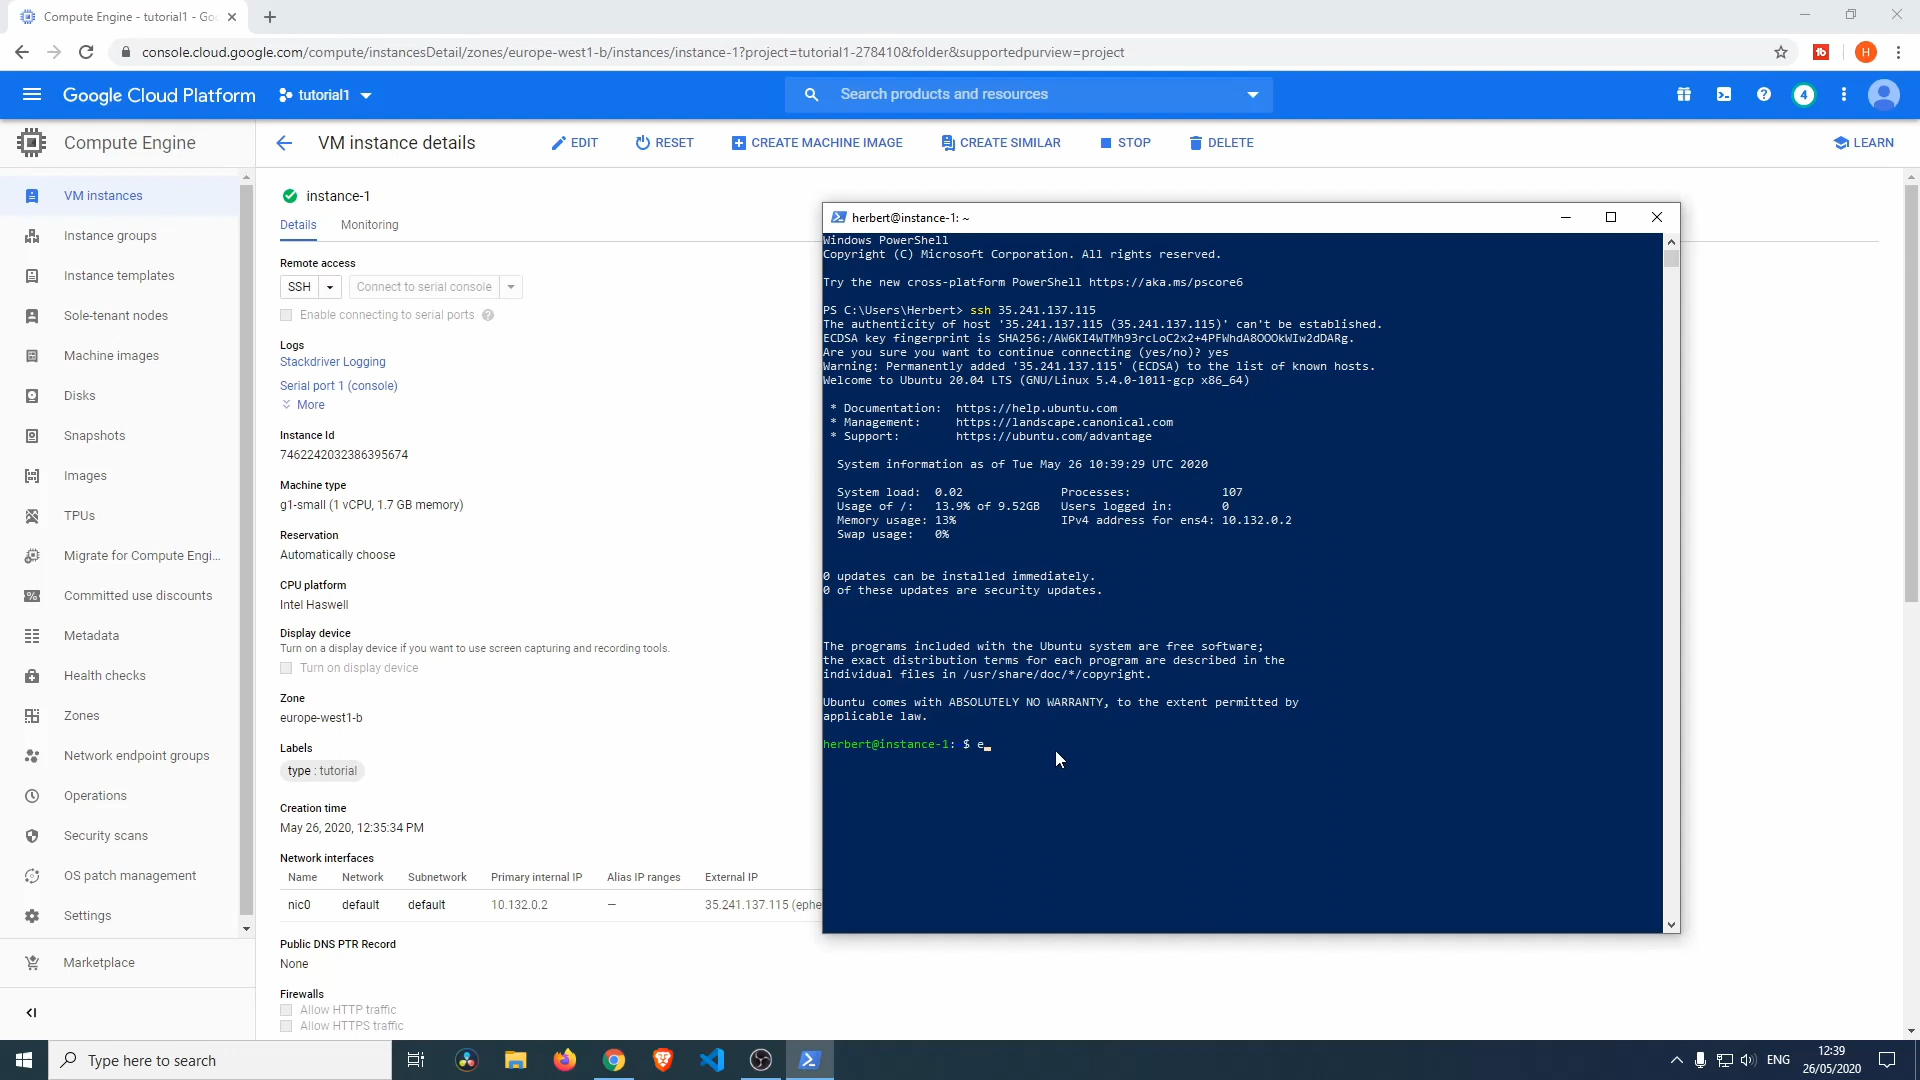 Compute Engine - tutorial1 - Goo
console.cloud.google.com/compute/instancesDetail/zones/europe-west1-b/instances/instance-1?project=tutorial1-278410&folder&supportedpurview=project
H
Google Cloud Platform
tutorial1
Search products and resources
4
Compute Engine
VM instance details
EDIT
RESET
CREATE MACHINE IMAGE
CREATE SIMILAR
STOP
DELETE
LEARN
VM instances
Instance groups
Instance templates
Sole-tenant nodes
Machine images
Disks
Snapshots
Images
TPUs
Migrate for Compute Engi...
Committed use discounts
Metadata
Health checks
Zones
Network endpoint groups
Operations
Security scans
OS patch management
Settings
Marketplace
instance-1
Details
Monitoring
Remote access
SSH
Connect to serial console
Enable connecting to serial ports
Logs
Stackdriver Logging
Serial port 1 (console)
More
Instance Id
7462242032386395674
Machine type
g1-small (1 vCPU, 1.7 GB memory)
Reservation
Automatically choose
CPU platform
Intel Haswell
Display device
Turn on a display device if you want to use screen capturing and recording tools.
Turn on display device
Zone
europe-west1-b
Labels
type : tutorial
Creation time
May 26, 2020, 12:35:34 PM
Network interfaces
Name Network Subnetwork Primary internal IP Alias IP ranges External IP
nic0 default default 10.132.0.2 — 35.241.137.115 (ephe
Public DNS PTR Record
None
Firewalls
Allow HTTP traffic
Allow HTTPS traffic
herbert@instance-1: ~
Windows PowerShell
Copyright (C) Microsoft Corporation. All rights reserved.
Try the new cross-platform PowerShell https://aka.ms/pscore6
PS C:\Users\Herbert> ssh 35.241.137.115
The authenticity of host '35.241.137.115 (35.241.137.115)' can't be established.
ECDSA key fingerprint is SHA256:/AW6KI4WTMh93rcLoC2x2+4PFWhdA8OOOkWIw2dDARg.
Are you sure you want to continue connecting (yes/no)? yes
Warning: Permanently added '35.241.137.115' (ECDSA) to the list of known hosts.
Welcome to Ubuntu 20.04 LTS (GNU/Linux 5.4.0-1011-gcp x86_64)
* Documentation: https://help.ubuntu.com
* Management: https://landscape.canonical.com
* Support: https://ubuntu.com/advantage
System information as of Tue May 26 10:39:29 UTC 2020
System load: 0.02 Processes: 107
Usage of /: 13.9% of 9.52GB Users logged in: 0
Memory usage: 13% IPv4 address for ens4: 10.132.0.2
Swap usage: 0%
0 updates can be installed immediately.
0 of these updates are security updates.
The programs included with the Ubuntu system are free software;
the exact distribution terms for each program are described in the
individual files in /usr/share/doc/*/copyright.
Ubuntu comes with ABSOLUTELY NO WARRANTY, to the extent permitted by
applicable law.
herbert@instance-1: $ e
Type here to search
ENG
12:39
26/05/2020